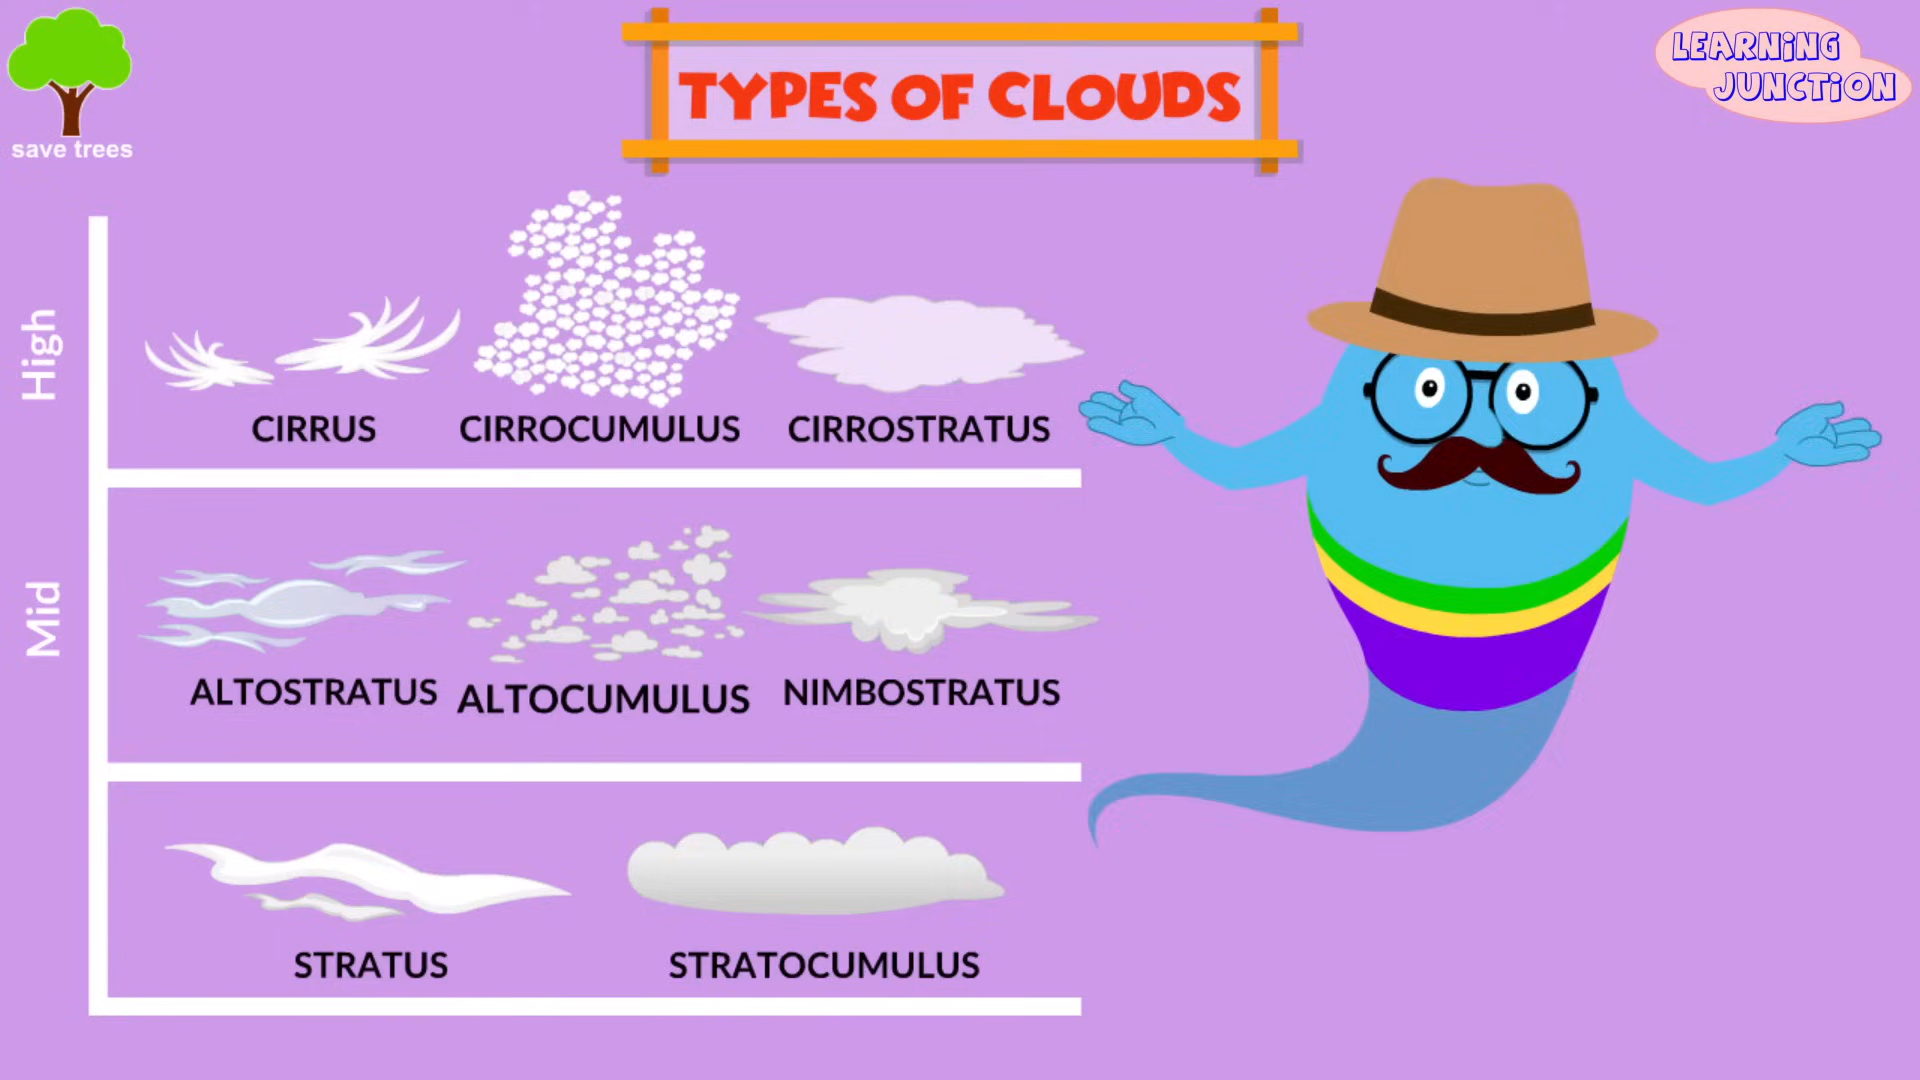 TYPES OF CLOUDS
LEARNING
JUNCTION
save trees
High
CIRRUS
CIRROCUMULUS
CIRROSTRATUS
Mid
ALTOSTRATUS
ALTOCUMULUS
NIMBOSTRATUS
STRATUS
STRATOCUMULUS